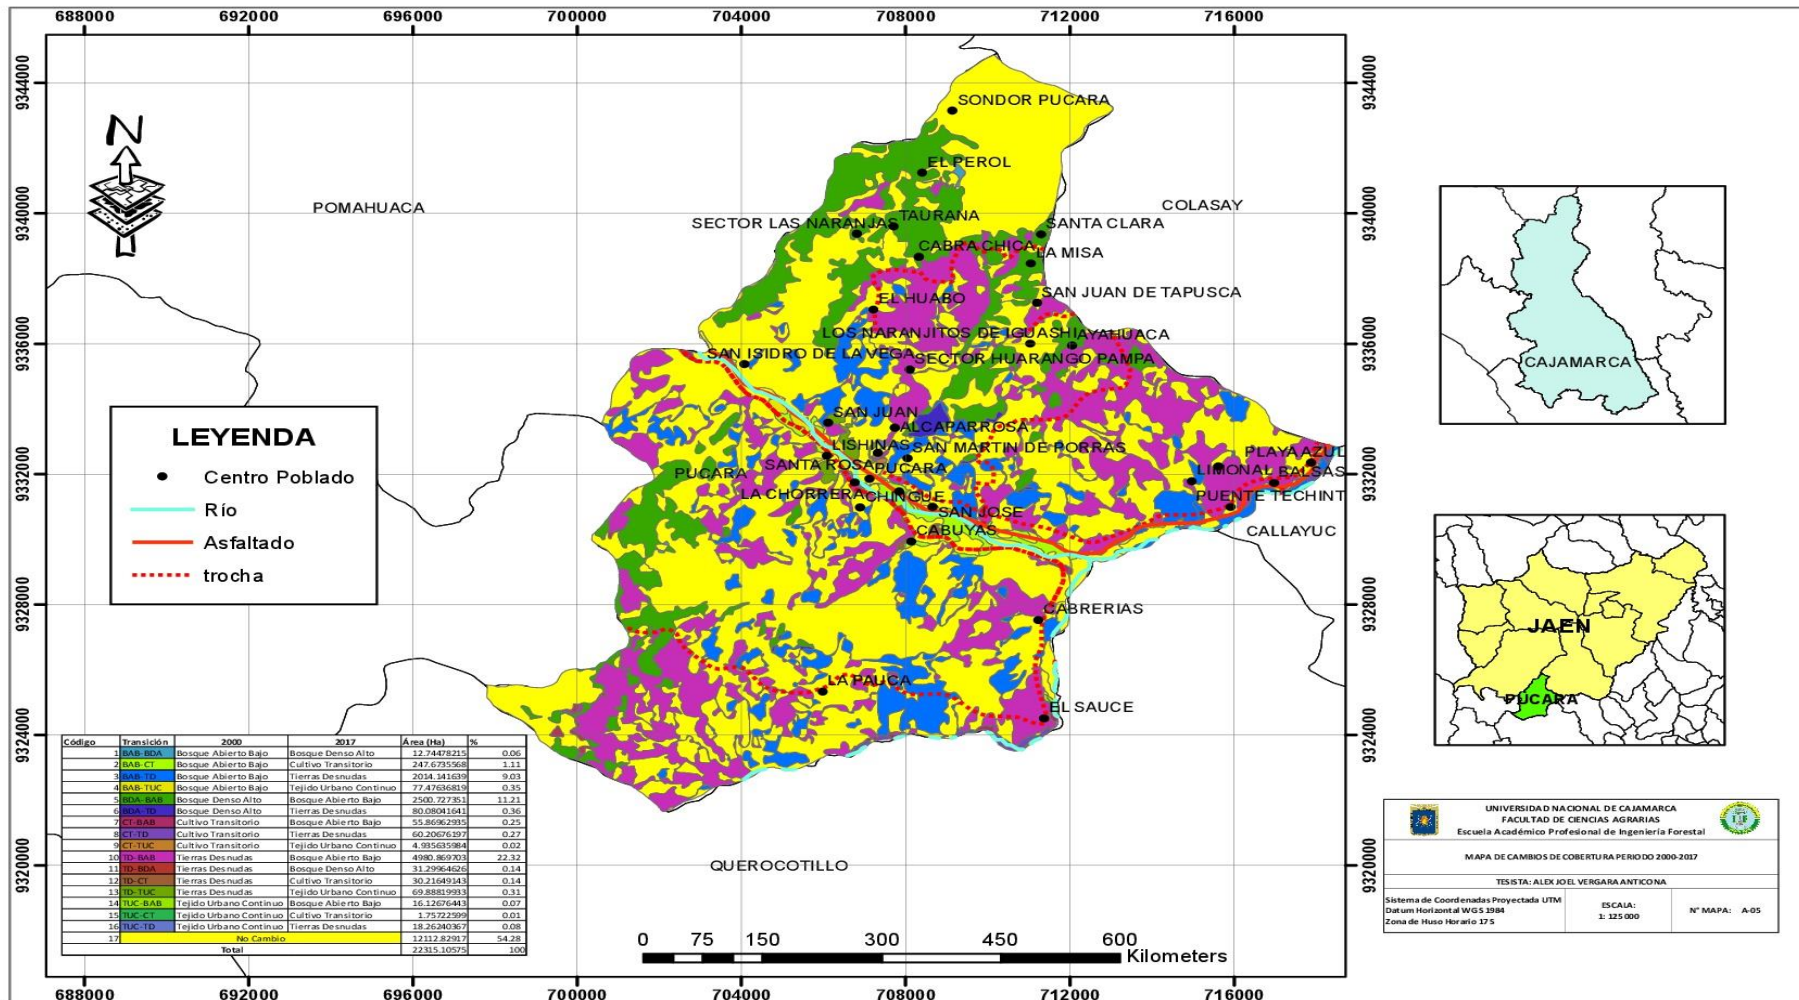 688000 692000 696000 700000 704000 708000 712000 716000
9344000 9344000
9340000 9340000
9336000 9336000
9332000 9332000
9328000 9328000
9324000 9324000
9320000 9320000
N
SONDOR PUCARA
EL PEROL
POMAHUACA
COLASAY
SECTOR LAS NARANJAS
TAURANA
SANTA CLARA
CABRA CHICA
LA MISA
EL HUABO
SAN JUAN DE TAPUSCA
LOS NARANJITOS DE IGUASHI
AYAHUACA
SAN ISIDRO DE LA VEGA
SECTOR HUARANGO PAMPA
SAN JUAN
ALCAPARROSA
LISHINAS
SAN MARTIN DE PORRAS
PLAYA AZUL
PUCARA
SANTA ROSA
PUCARA
LIMONAL
BALSAS
LA CHORRERA
CHINGUE
PUENTE TECHINT
SAN JOSE
CABUYAS
CALLAYUC
CABRERIAS
LA PAUCA
EL SAUCE
QUEROCOTILLO
LEYENDA
Centro Poblado
Río
Asfaltado
trocha
Código Transición 2000 2017 Área (Ha) %
1 BAB-BDA Bosque Abierto Bajo Bosque Denso Alto 12.74478215 0.06
2 BAB-CT Bosque Abierto Bajo Cultivo Transitorio 247.6735568 1.11
3 BAB-TD Bosque Abierto Bajo Tierras Desnudas 2014.141639 9.03
4 BAB-TUC Bosque Abierto Bajo Tejido Urbano Continuo 77.47636819 0.35
5 BDA-BAB Bosque Denso Alto Bosque Abierto Bajo 2500.727351 11.21
6 BDA-TD Bosque Denso Alto Tierras Desnudas 80.08041641 0.36
7 CT-BAB Cultivo Transitorio Bosque Abierto Bajo 55.86962935 0.25
8 CT-TD Cultivo Transitorio Tierras Desnudas 60.20676197 0.27
9 CT-TUC Cultivo Transitorio Tejido Urbano Continuo 4.935635984 0.02
10 TD-BAB Tierras Desnudas Bosque Abierto Bajo 4980.869703 22.32
11 TD-BDA Tierras Desnudas Bosque Denso Alto 31.29964626 0.14
12 TD-CT Tierras Desnudas Cultivo Transitorio 30.21649143 0.14
13 TD-TUC Tierras Desnudas Tejido Urbano Continuo 69.88819933 0.31
14 TUC-BAB Tejido Urbano Continuo Bosque Abierto Bajo 16.12676443 0.07
15 TUC-CT Tejido Urbano Continuo Cultivo Transitorio 1.75722599 0.01
16 TUC-TD Tejido Urbano Continuo Tierras Desnudas 18.26240367 0.08
17 No Cambio 12112.82917 54.28
Total 22315.10575 100
0 75 150 300 450 600
Kilometers
688000 692000 696000 700000 704000 708000 712000 716000
CAJAMARCA
JAEN
PUCARA
UNIVERSIDAD NACIONAL DE CAJAMARCA
FACULTAD DE CIENCIAS AGRARIAS
Escuela Académico Profesional de Ingeniería Forestal
MAPA DE CAMBIOS DE COBERTURA PERIODO 2000-2017
TESISTA: ALEX JOEL VERGARA ANTICONA
Sistema de Coordenadas Proyectada UTM
Datum Horizontal WGS 1984
Zona de Huso Horario 17 S
ESCALA:
1: 125 000
N° MAPA: A-05